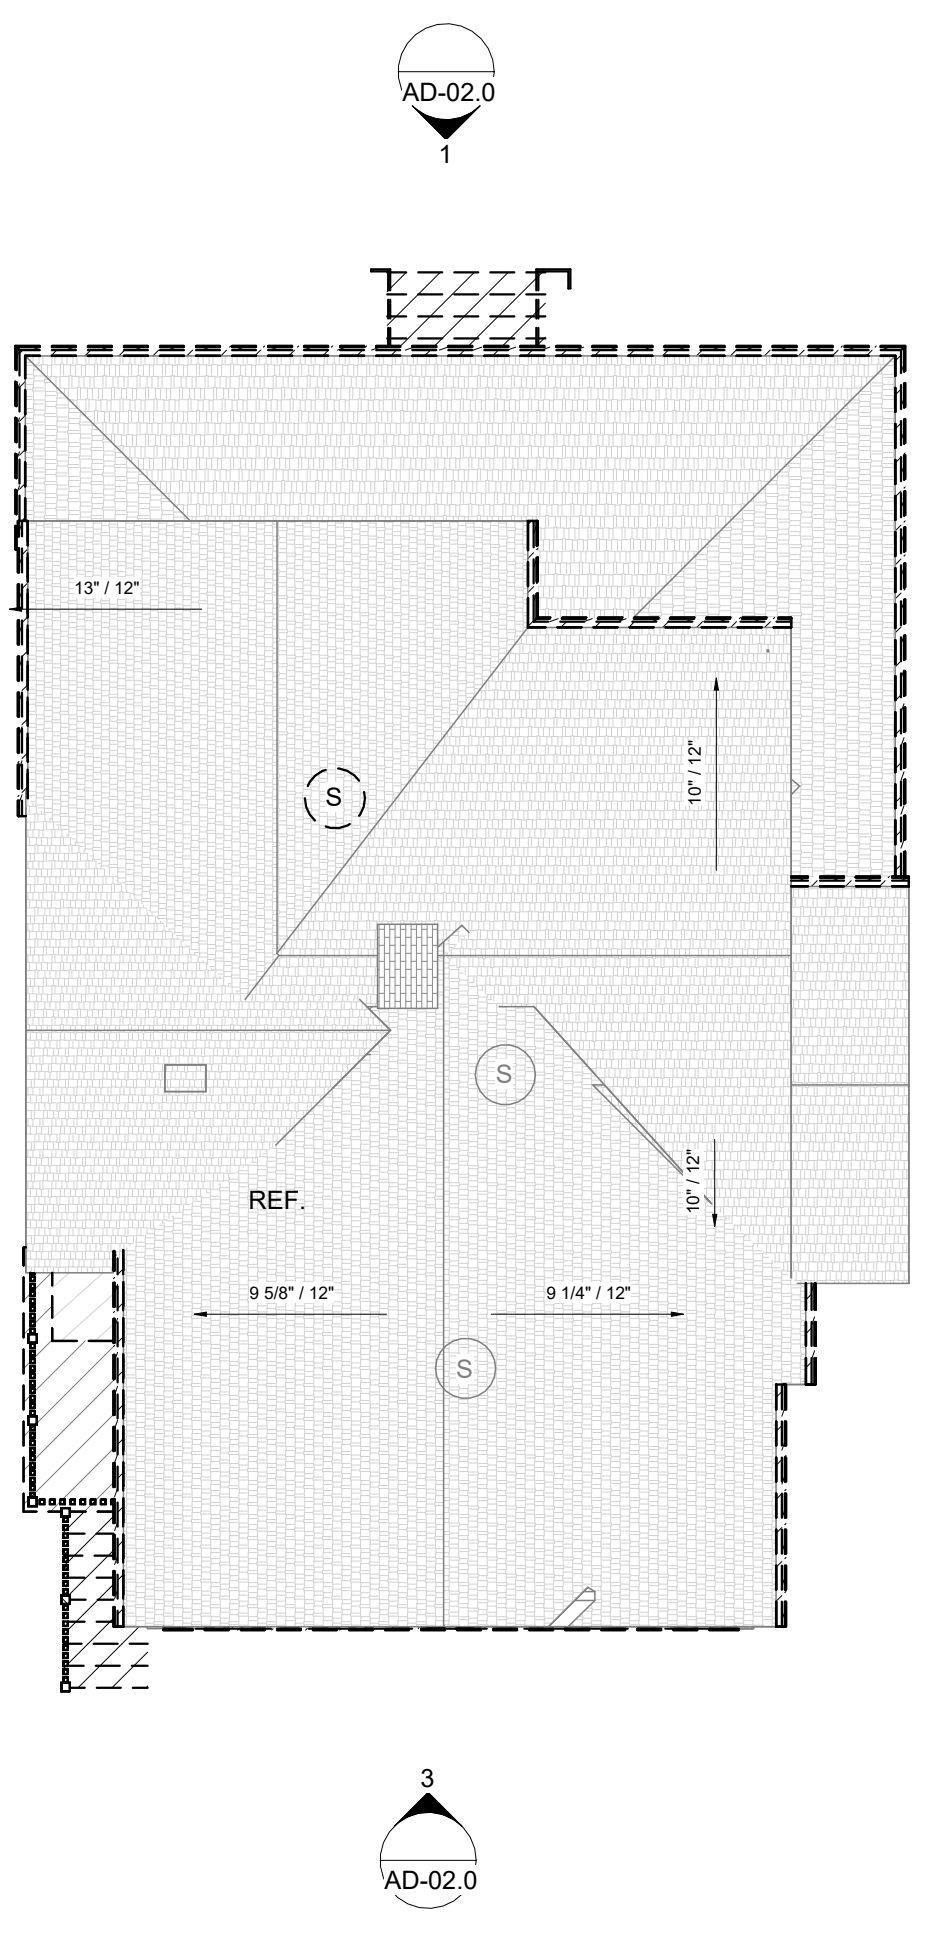 AD-02.0
1
13" / 12"
10" / 12"
S
S
10" / 12"
REF.
9 5/8" / 12"
9 1/4" / 12"
S
3
AD-02.0